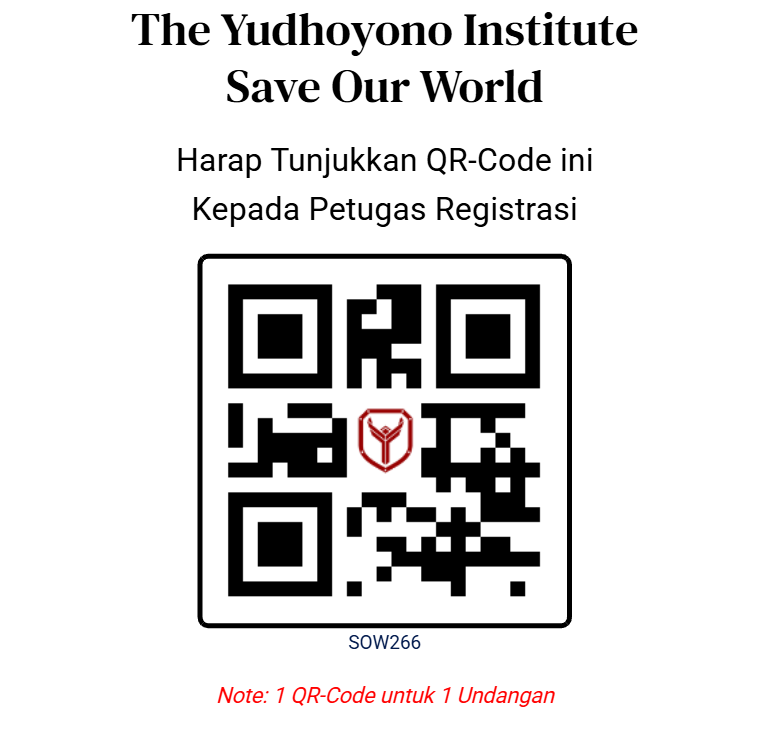 The Yudhoyono Institute
Save Our World
Harap Tunjukkan QR-Code ini
Kepada Petugas Registrasi
SOW266
Note: 1 QR-Code untuk 1 Undangan